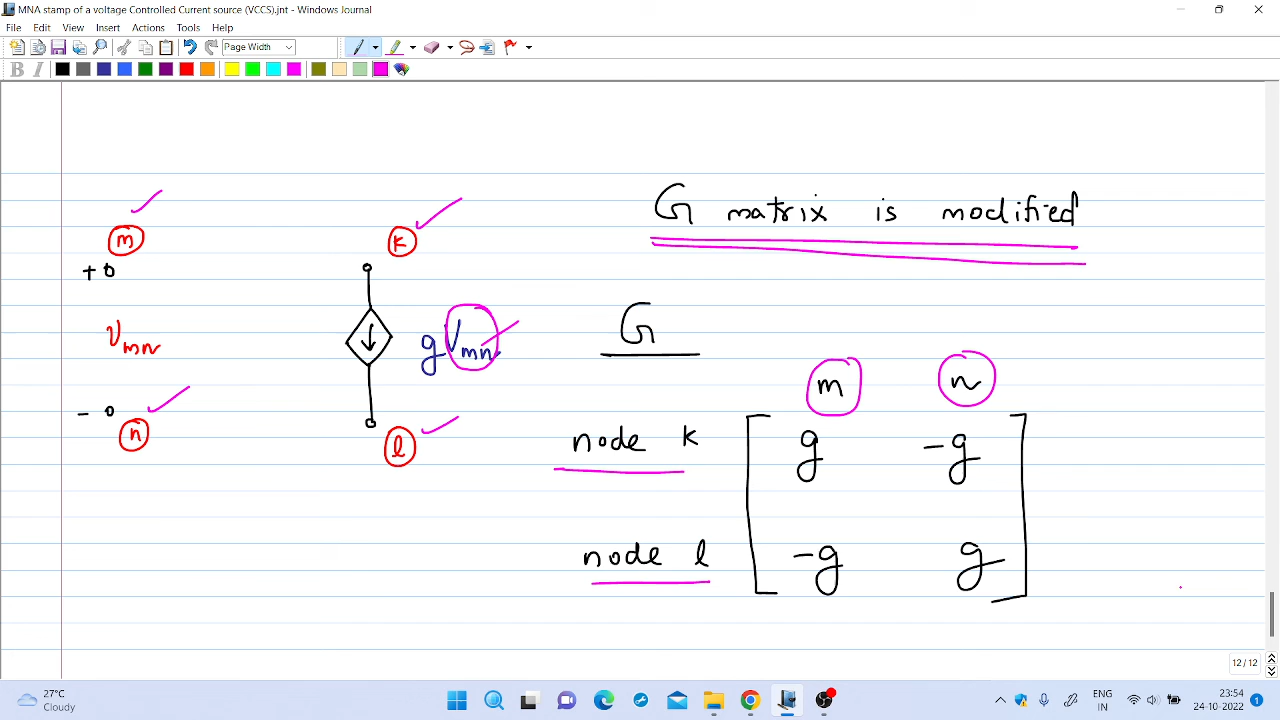 MNA stamp of a voltage Controlled Current source (VCCS).jnt - Windows Journal
File Edit View Insert Actions Tools Help
Page Width
B I
G matrix is modified
m
k
+
Vmn
g Vmn
G
-
n
l
m n
node k g -g
node l -g g
12/12
27°C
Cloudy
ENG
IN
23:54
24-10-2022
1